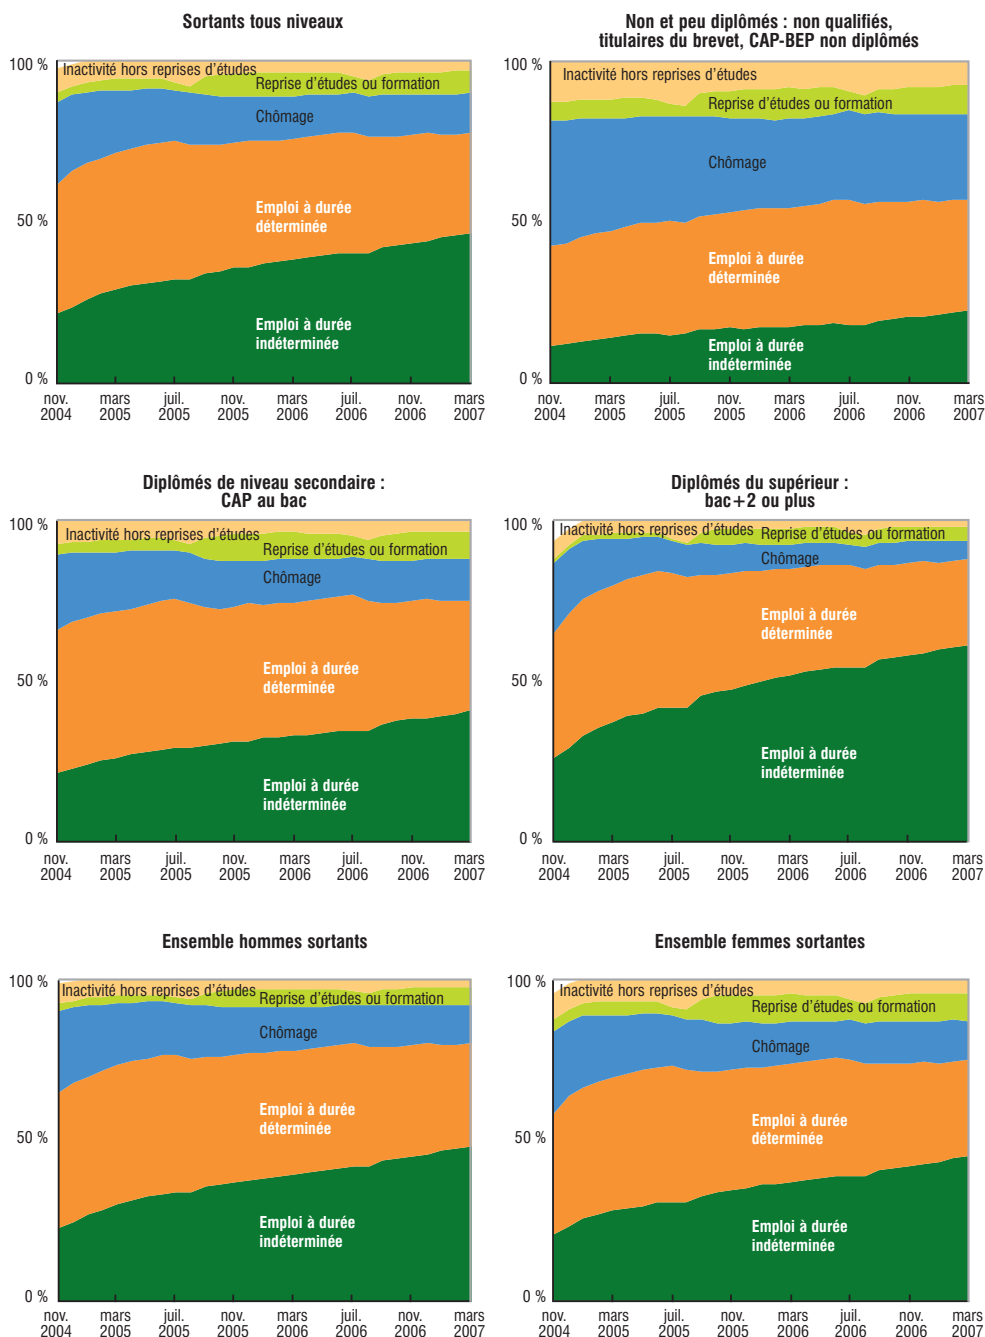 Sortants tous niveaux
100 %
Inactivité hors reprises d'études
Reprise d'études ou formation
Chômage
50 %
Emploi à durée
déterminée
Emploi à durée
indéterminée
0 %
nov. mars juil. nov. mars juil. nov. mars
2004 2005 2005 2005 2006 2006 2006 2007
Non et peu diplômés : non qualifiés,
titulaires du brevet, CAP-BEP non diplômés
100 %
Inactivité hors reprises d'études
Reprise d'études ou formation
Chômage
50 %
Emploi à durée
déterminée
Emploi à durée
indéterminée
0 %
nov. mars juil. nov. mars juil. nov. mars
2004 2005 2005 2005 2006 2006 2006 2007
Diplômés de niveau secondaire :
CAP au bac
100 %
Inactivité hors reprises d'études
Reprise d'études ou formation
Chômage
50 %
Emploi à durée
déterminée
Emploi à durée
indéterminée
0 %
nov. mars juil. nov. mars juil. nov. mars
2004 2005 2005 2005 2006 2006 2006 2007
Diplômés du supérieur :
bac+2 ou plus
100 %
Inactivité hors reprises d'études
Reprise d'études ou formation
Chômage
50 %
Emploi à durée
déterminée
Emploi à durée
indéterminée
0 %
nov. mars juil. nov. mars juil. nov. mars
2004 2005 2005 2005 2006 2006 2006 2007
Ensemble hommes sortants
100 %
Inactivité hors reprises d'études
Reprise d'études ou formation
Chômage
50 %
Emploi à durée
déterminée
Emploi à durée
indéterminée
0 %
nov. mars juil. nov. mars juil. nov. mars
2004 2005 2005 2005 2006 2006 2006 2007
Ensemble femmes sortantes
100 %
Inactivité hors reprises d'études
Reprise d'études ou formation
Chômage
50 %
Emploi à durée
déterminée
Emploi à durée
indéterminée
0 %
nov. mars juil. nov. mars juil. nov. mars
2004 2005 2005 2005 2006 2006 2006 2007